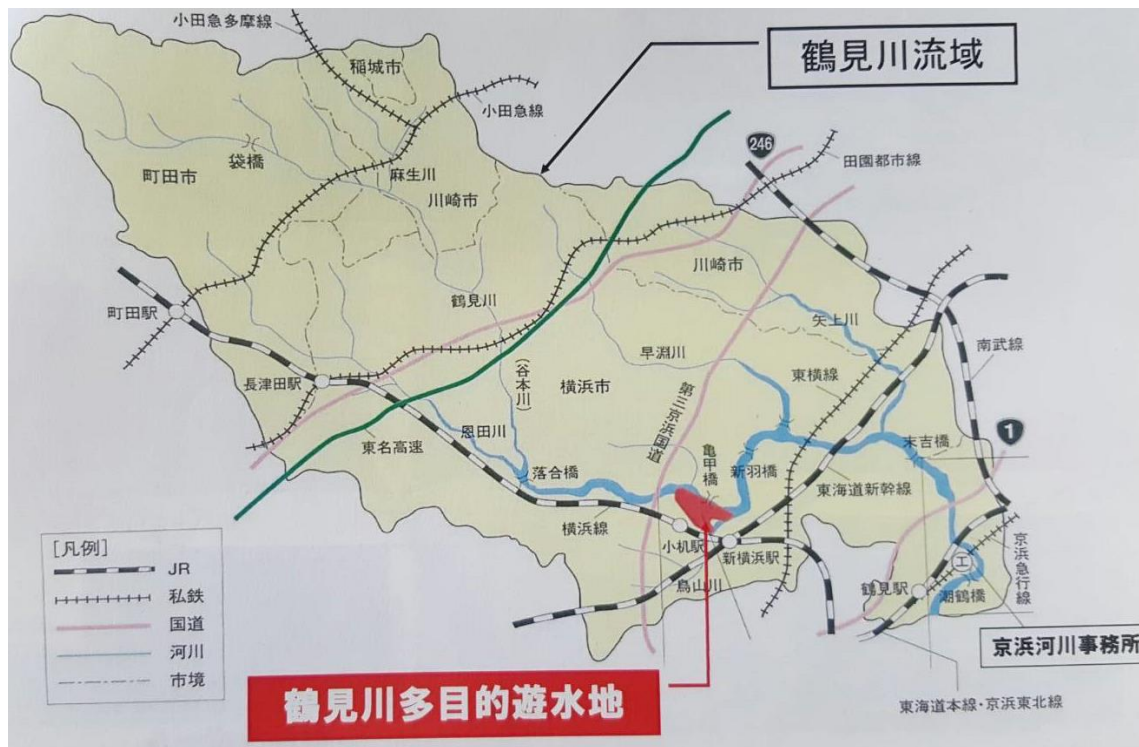 鶴見川流域
小田急多摩線
稲城市
小田急線
246
田園都市線
袋橋
町田市
麻生川
川崎市
川崎市
鶴見川
町田駅
矢上川
早淵川
南武線
長津田駅
(谷本川)
横浜市
東横線
第三京浜国道
恩田川
東名高速
末吉橋
1
亀甲橋
新羽橋
落合橋
東海道新幹線
横浜線
小机駅
新横浜駅
鳥山川
京浜急行線
鶴見駅
工
潮鶴橋
京浜河川事務所
東海道本線・京浜東北線
[凡例]
JR
私鉄
国道
河川
市境
鶴見川多目的遊水地